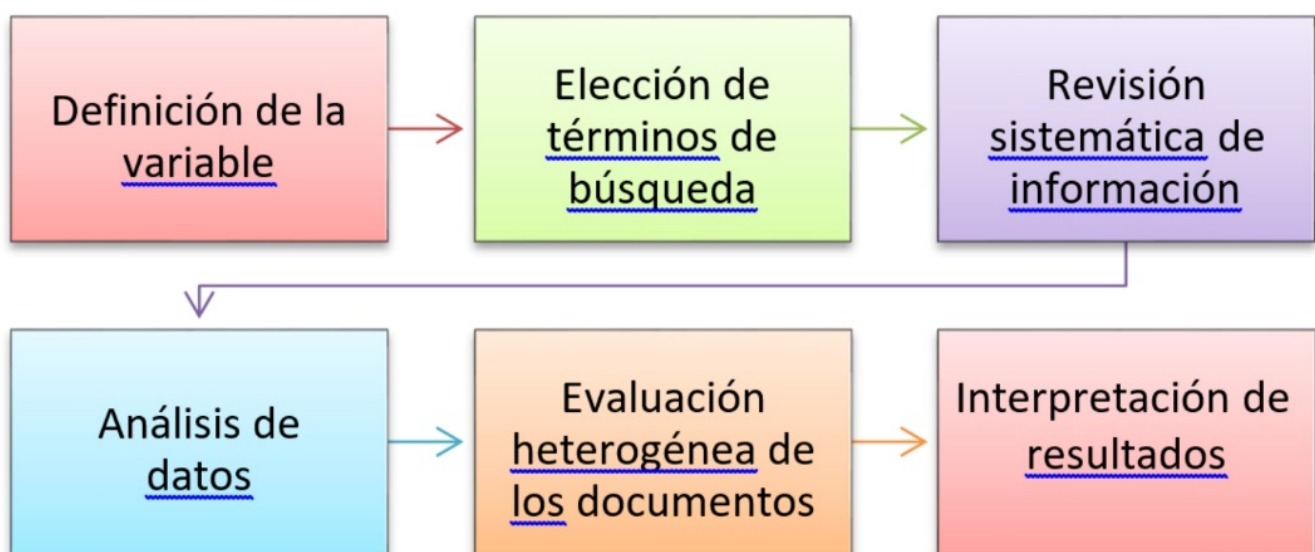 Definición de la
variable
Elección de
términos de
búsqueda
Revisión
sistemática de
información
Análisis de
datos
Evaluación
heterogénea de
los documentos
Interpretación de
resultados